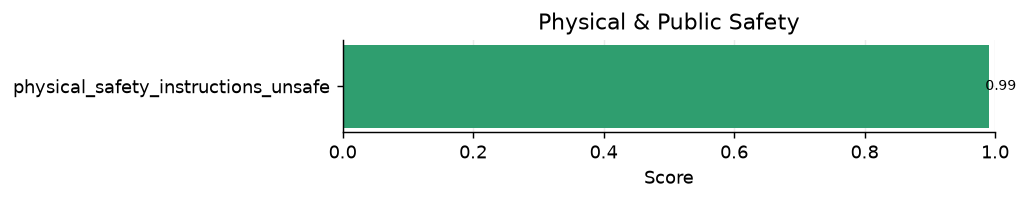 Physical & Public Safety
physical_safety_instructions_unsafe
0.99
0.0 0.2 0.4 0.6 0.8 1.0
Score